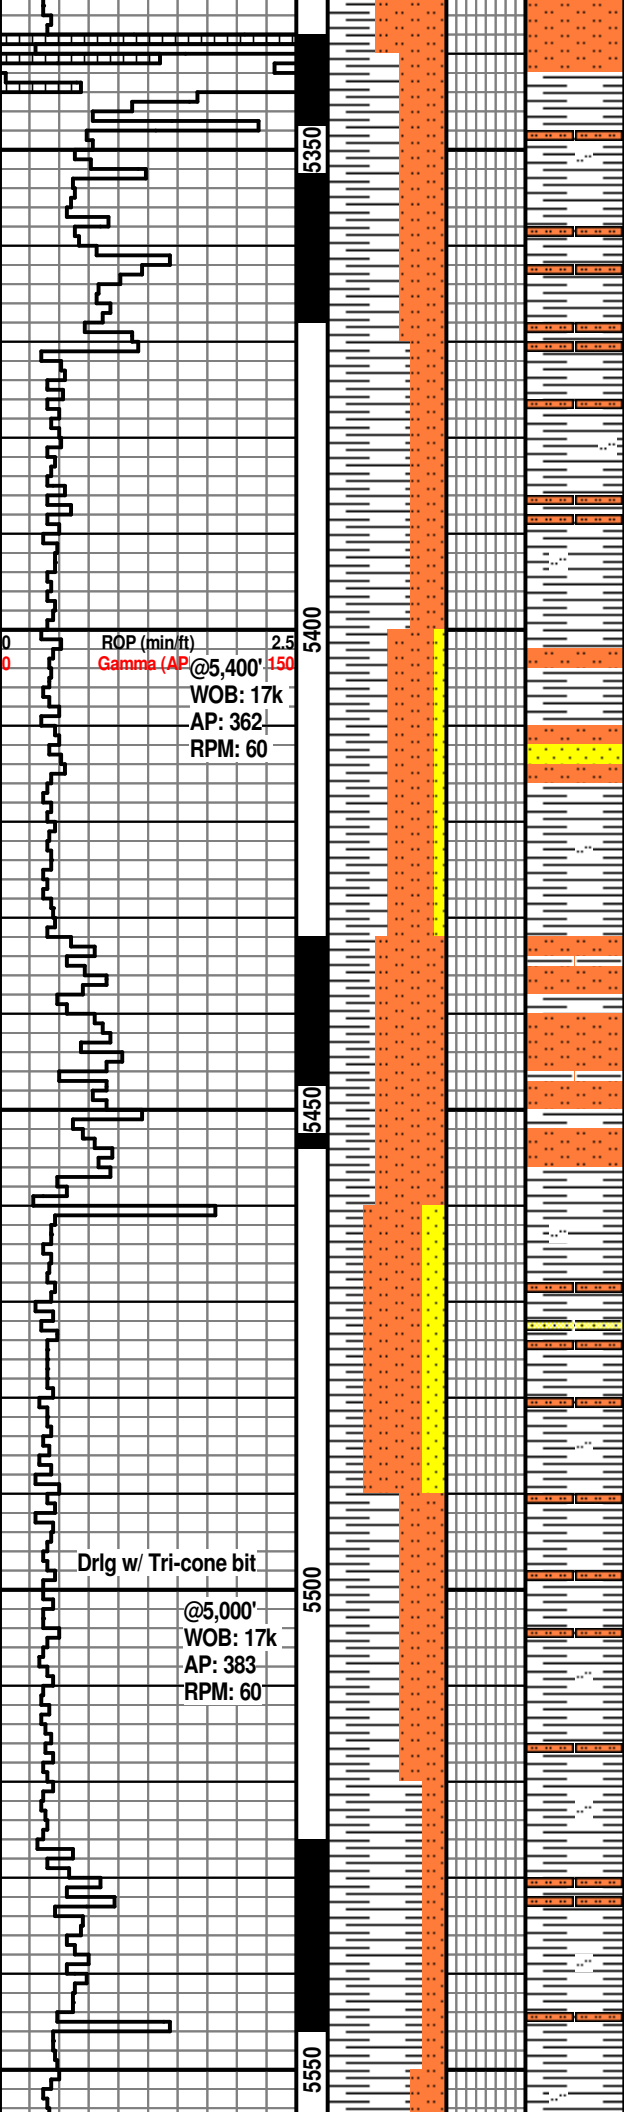 5350
5400
0 ROP (min/ft) 2.5
0 Gamma (AP 150
@5,400'
WOB: 17k
AP: 362
RPM: 60
5450
Drlg w/ Tri-cone bit
5500
@5,000'
WOB: 17k
AP: 383
RPM: 60
5550